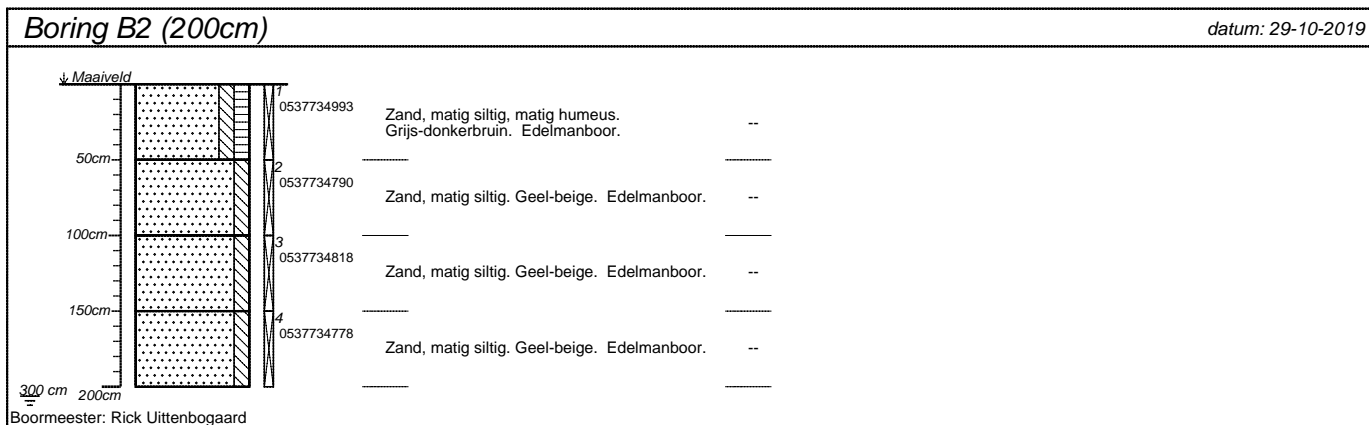 Boring B2 (200cm)
datum: 29-10-2019
Maaiveld
1
0537734993
Zand, matig siltig, matig humeus.
Grijs-donkerbruin. Edelmanboor.
--
50cm
2
0537734790
Zand, matig siltig. Geel-beige. Edelmanboor.
--
100cm
3
0537734818
Zand, matig siltig. Geel-beige. Edelmanboor.
--
150cm
4
0537734778
Zand, matig siltig. Geel-beige. Edelmanboor.
--
300 cm
200cm
Boormeester: Rick Uittenbogaard